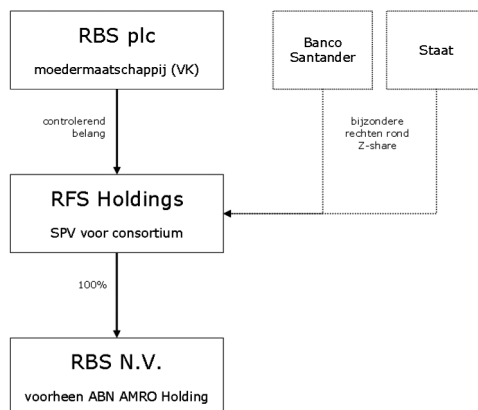 RBS plc
moedermaatschappij (VK)
Banco
Santander
Staat
controlerend
belang
bijzondere
rechten rond
Z-share
RFS Holdings
SPV voor consortium
100%
RBS N.V.
voorheen ABN AMRO Holding